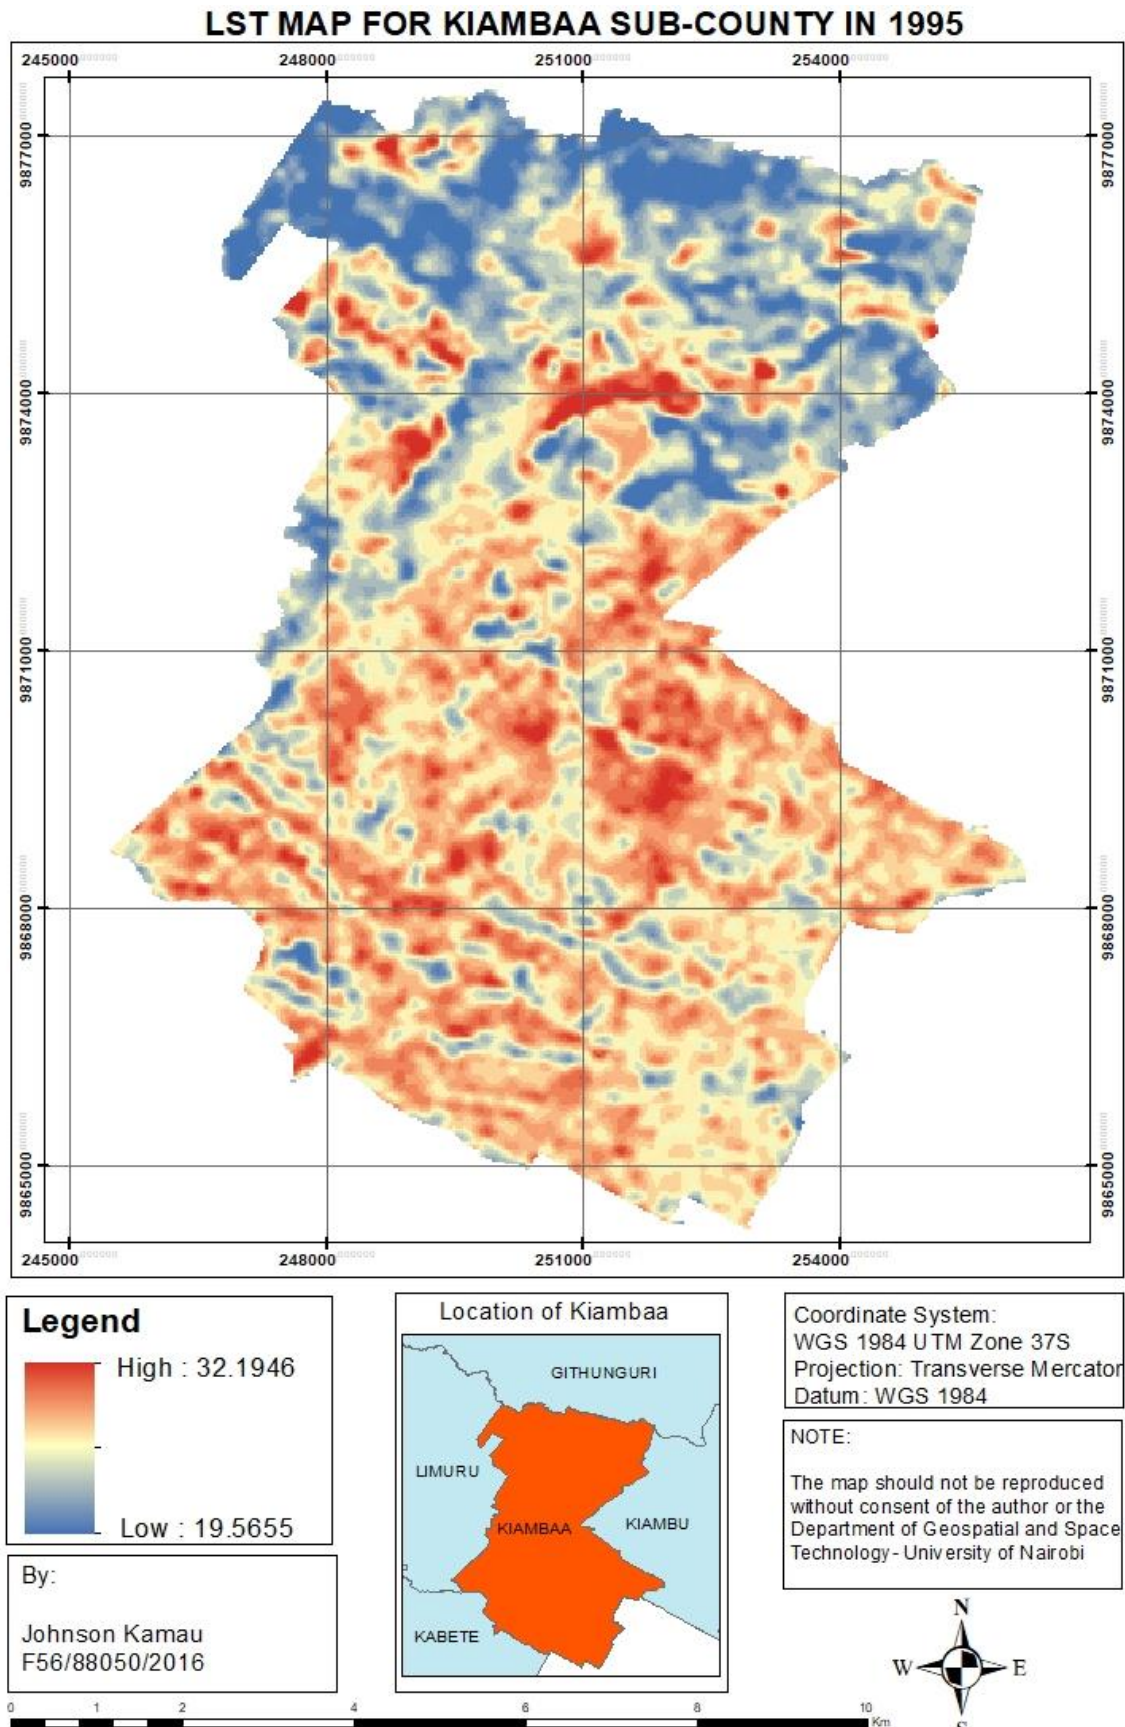 LST MAP FOR KIAMBAA SUB-COUNTY IN 1995
245000 248000 251000 254000
9877000 9877000
9874000 9874000
9871000 9871000
9868000 9868000
9865000 9865000
245000 248000 251000 254000
Legend
High : 32.1946
Low : 19.5655
By:
Johnson Kamau
F56/88050/2016
Location of Kiambaa
GITHUNGURI
LIMURU
KIAMBAA
KIAMBU
KABETE
Coordinate System:
WGS 1984 UTM Zone 37S
Projection: Transverse Mercator
Datum: WGS 1984
NOTE:
The map should not be reproduced
without consent of the author or the
Department of Geospatial and Space
Technology- University of Nairobi
N
W E
S
0 1 2 4 6 8 10
Km